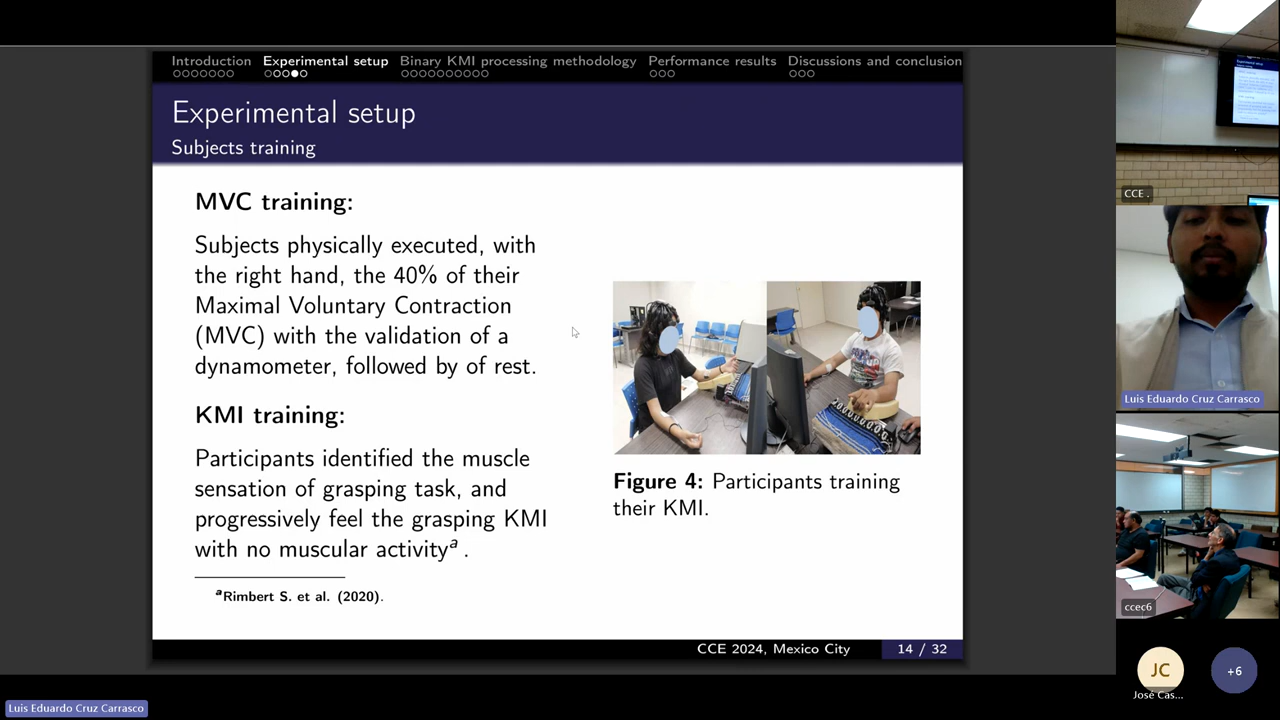 Introduction Experimental setup Binary KMI processing methodology Performance results Discussions and conclusion
Experimental setup
Subjects training
MVC training:
Subjects physically executed, with
the right hand, the 40% of their
Maximal Voluntary Contraction
(MVC) with the validation of a
dynamometer, followed by of rest.
KMI training:
Participants identified the muscle
sensation of grasping task, and
progressively feel the grasping KMI
with no muscular activityᵃ.
ᵃRimbert S. et al. (2020).
Figure 4: Participants training
their KMI.
CCE 2024, Mexico City 14 / 32
CCE .
Luis Eduardo Cruz Carrasco
ccec6
JC
José Cas...
+6
Luis Eduardo Cruz Carrasco